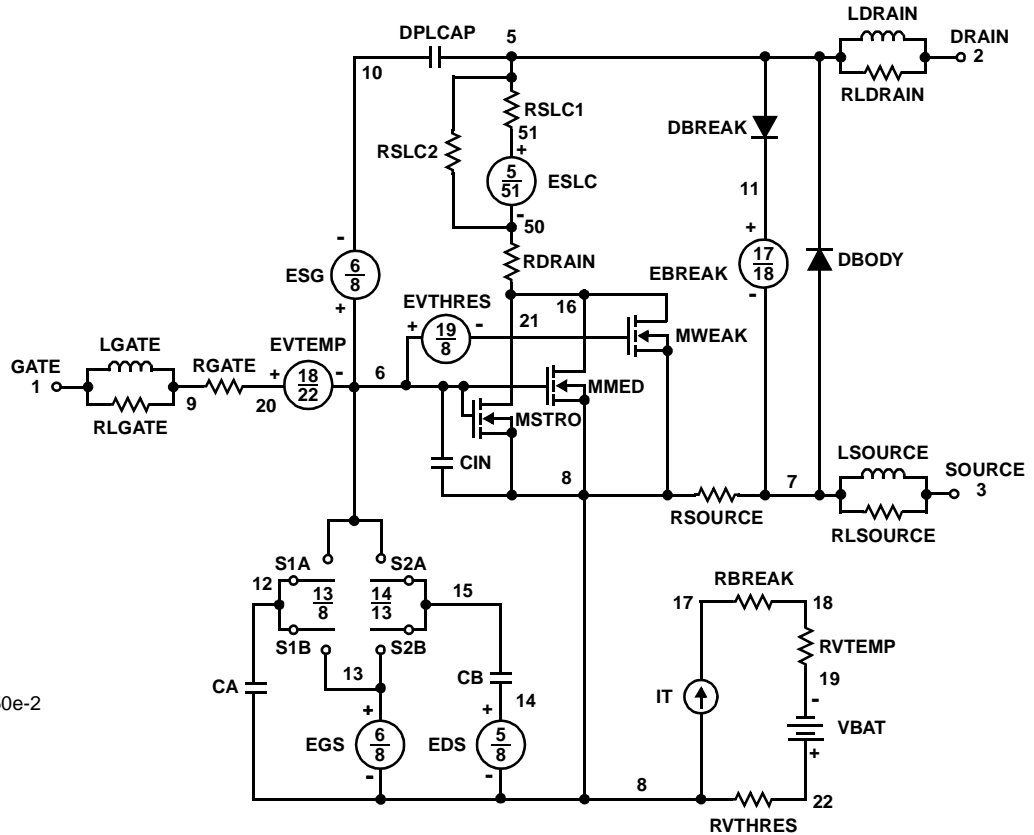 LDRAIN
DPLCAP
5
DRAIN
2
10
RLDRAIN
RSLC1
51
+
DBREAK
RSLC2
5
51
ESLC
11
-
50
-
+
RDRAIN
17
18
DBODY
6
8
ESG
EBREAK
+
EVTHRES
16
-
21
+
19
8
-
MWEAK
LGATE
EVTEMP
GATE
1
RGATE
+
18
22
-
6
MMED
9
20
MSTRO
RLGATE
LSOURCE
CIN
8
7
SOURCE
3
RSOURCE
RLSOURCE
S1A
S2A
12
13
8
14
13
15
RBREAK
17
18
S1B
S2B
RVTEMP
13
CB
19
CA
14
IT
-
0e-2
+
+
VBAT
EGS
6
8
EDS
5
8
+
-
-
8
22
RVTHRES